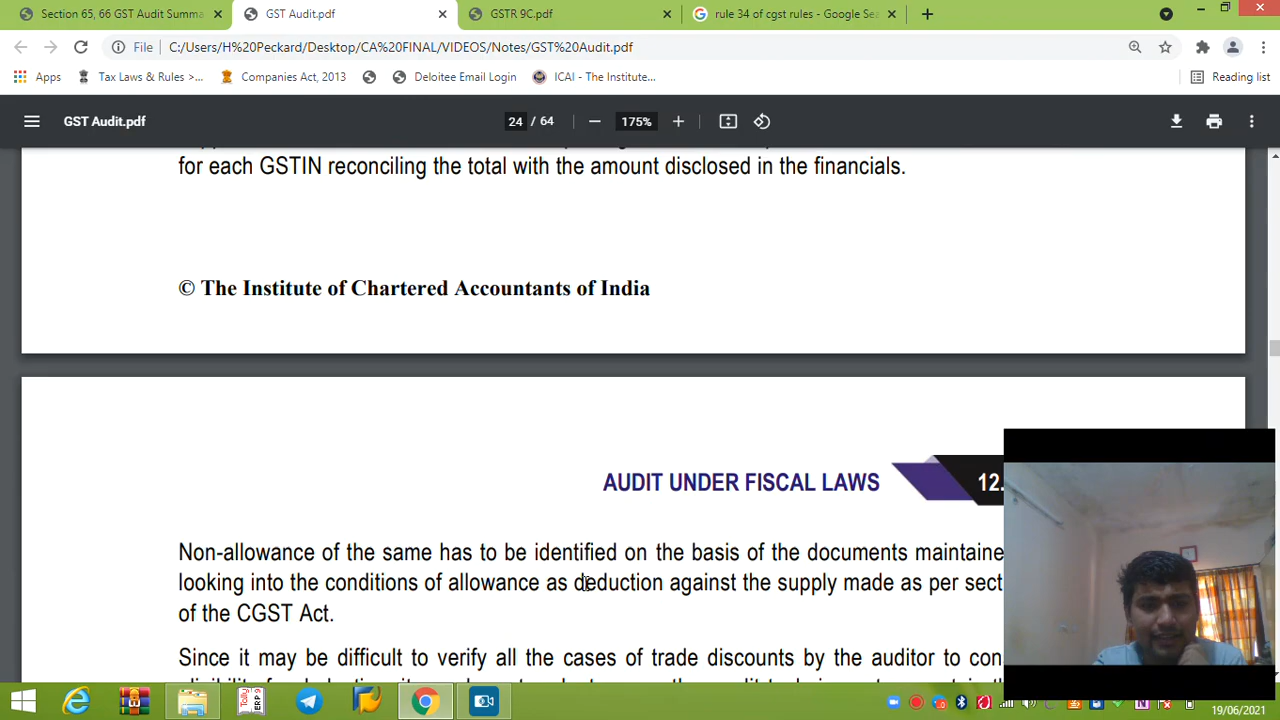 Section 65, 66 GST Audit Summa
GST Audit.pdf
GSTR 9C.pdf
rule 34 of cgst rules - Google Sea
File
C:/Users/H%20Peckard/Desktop/CA%20FINAL/VIDEOS/Notes/GST%20Audit.pdf
Apps
Tax Laws & Rules >...
Companies Act, 2013
Deloitee Email Login
ICAI - The Institute...
Reading list
GST Audit.pdf
24 / 64
175%
for each GSTIN reconciling the total with the amount disclosed in the financials.
© The Institute of Chartered Accountants of India
AUDIT UNDER FISCAL LAWS
12.
Non-allowance of the same has to be identified on the basis of the documents maintaine
looking into the conditions of allowance as deduction against the supply made as per sect
of the CGST Act.
Since it may be difficult to verify all the cases of trade discounts by the auditor to con
19/06/2021